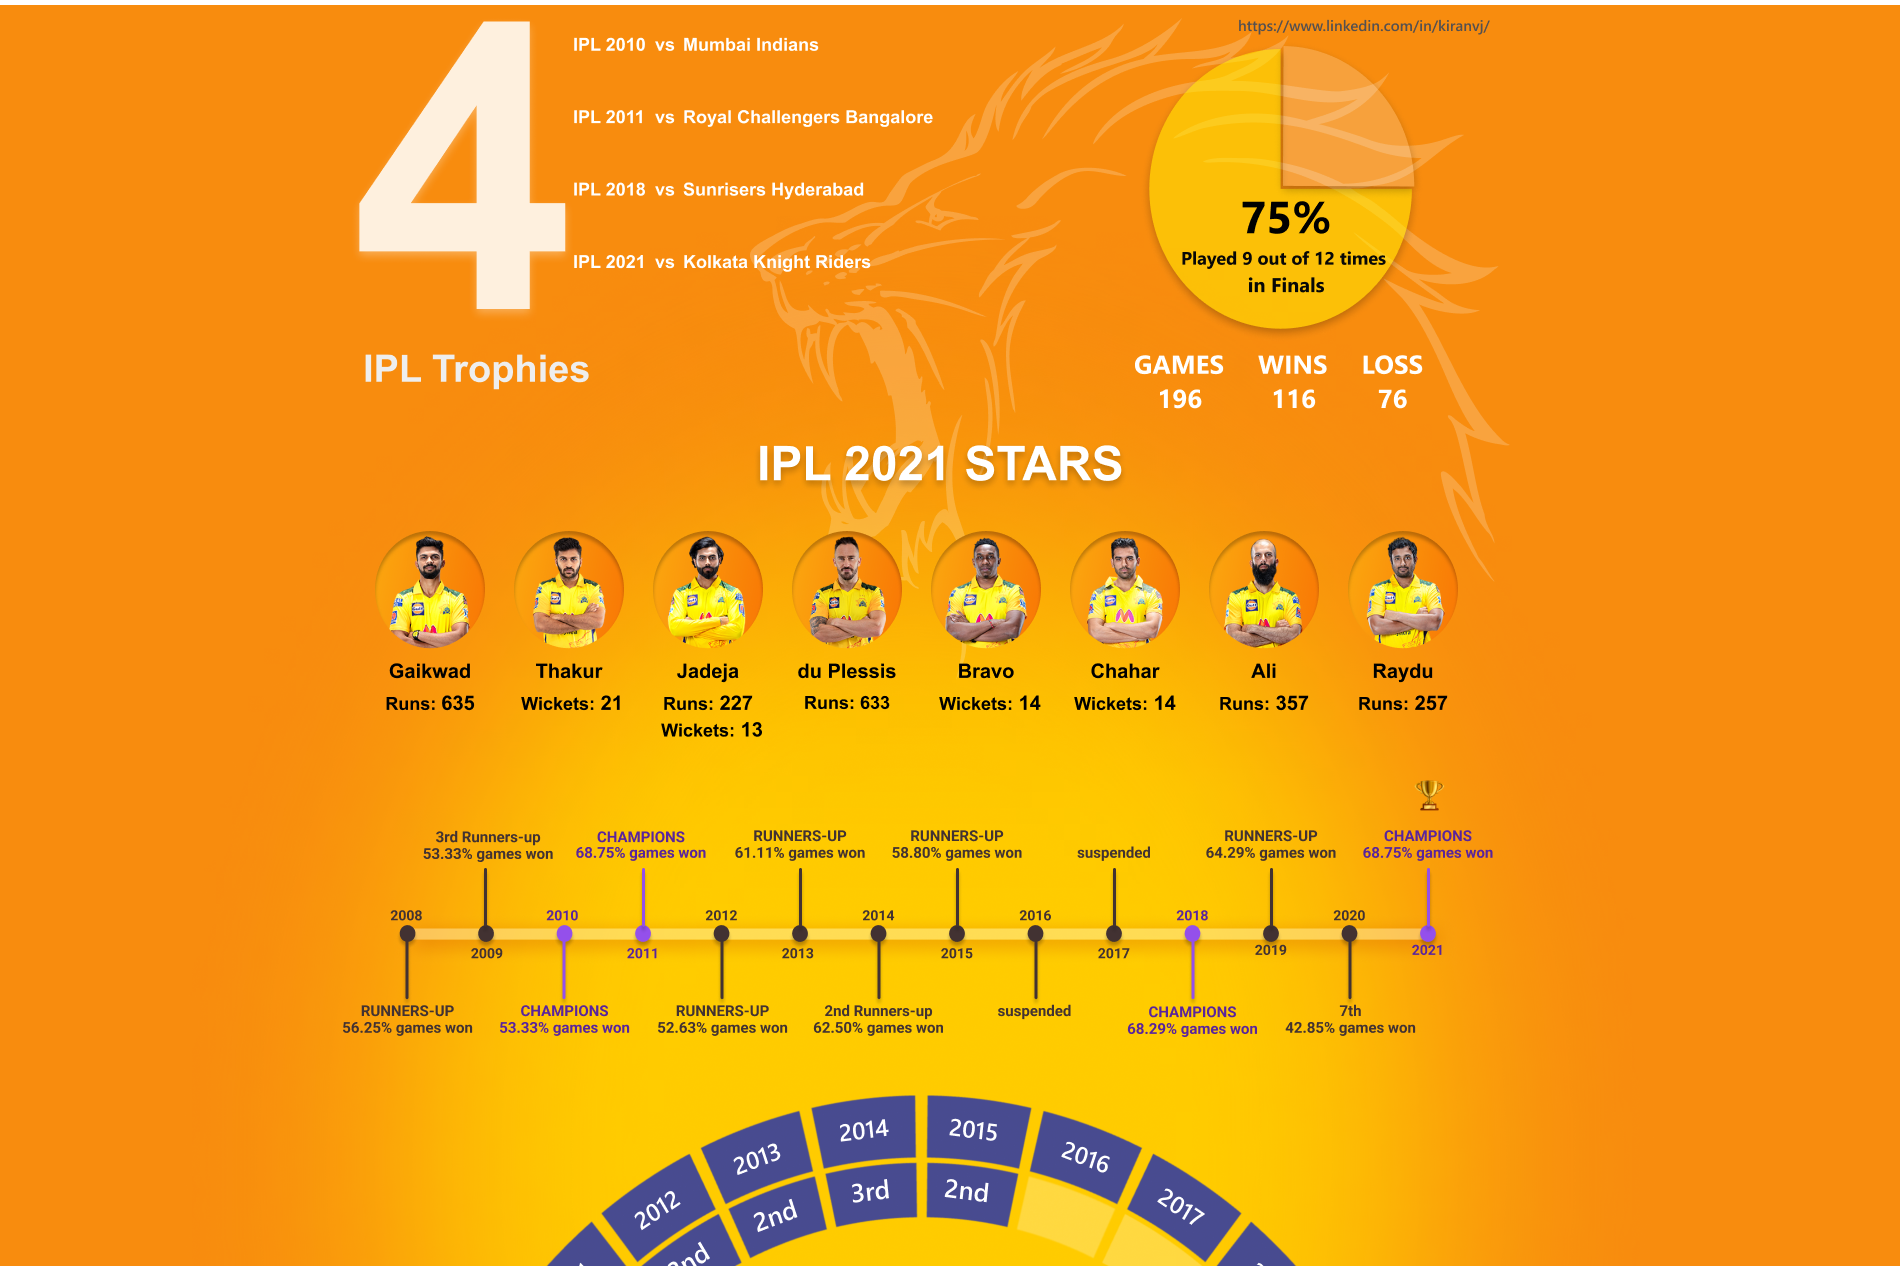 https://www.linkedin.com/in/kiranvj/
4
IPL 2010 vs Mumbai Indians
IPL 2011 vs Royal Challengers Bangalore
IPL 2018 vs Sunrisers Hyderabad
IPL 2021 vs Kolkata Knight Riders
IPL Trophies
75%
Played 9 out of 12 times
in Finals
GAMES WINS LOSS
196 116 76
IPL 2021 STARS
Gaikwad
Runs: 635
Thakur
Wickets: 21
Jadeja
Runs: 227
Wickets: 13
du Plessis
Runs: 633
Bravo
Wickets: 14
Chahar
Wickets: 14
Ali
Runs: 357
Raydu
Runs: 257
2008
RUNNERS-UP
56.25% games won
3rd Runners-up
53.33% games won
2009
2010
CHAMPIONS
53.33% games won
CHAMPIONS
68.75% games won
2011
2012
RUNNERS-UP
52.63% games won
RUNNERS-UP
61.11% games won
2013
2014
2nd Runners-up
62.50% games won
RUNNERS-UP
58.80% games won
2015
2016
suspended
suspended
2017
2018
CHAMPIONS
68.29% games won
RUNNERS-UP
64.29% games won
2019
2020
7th
42.85% games won
CHAMPIONS
68.75% games won
2021
2012
2013
2014
2015
2016
2017
2nd
3rd
2nd